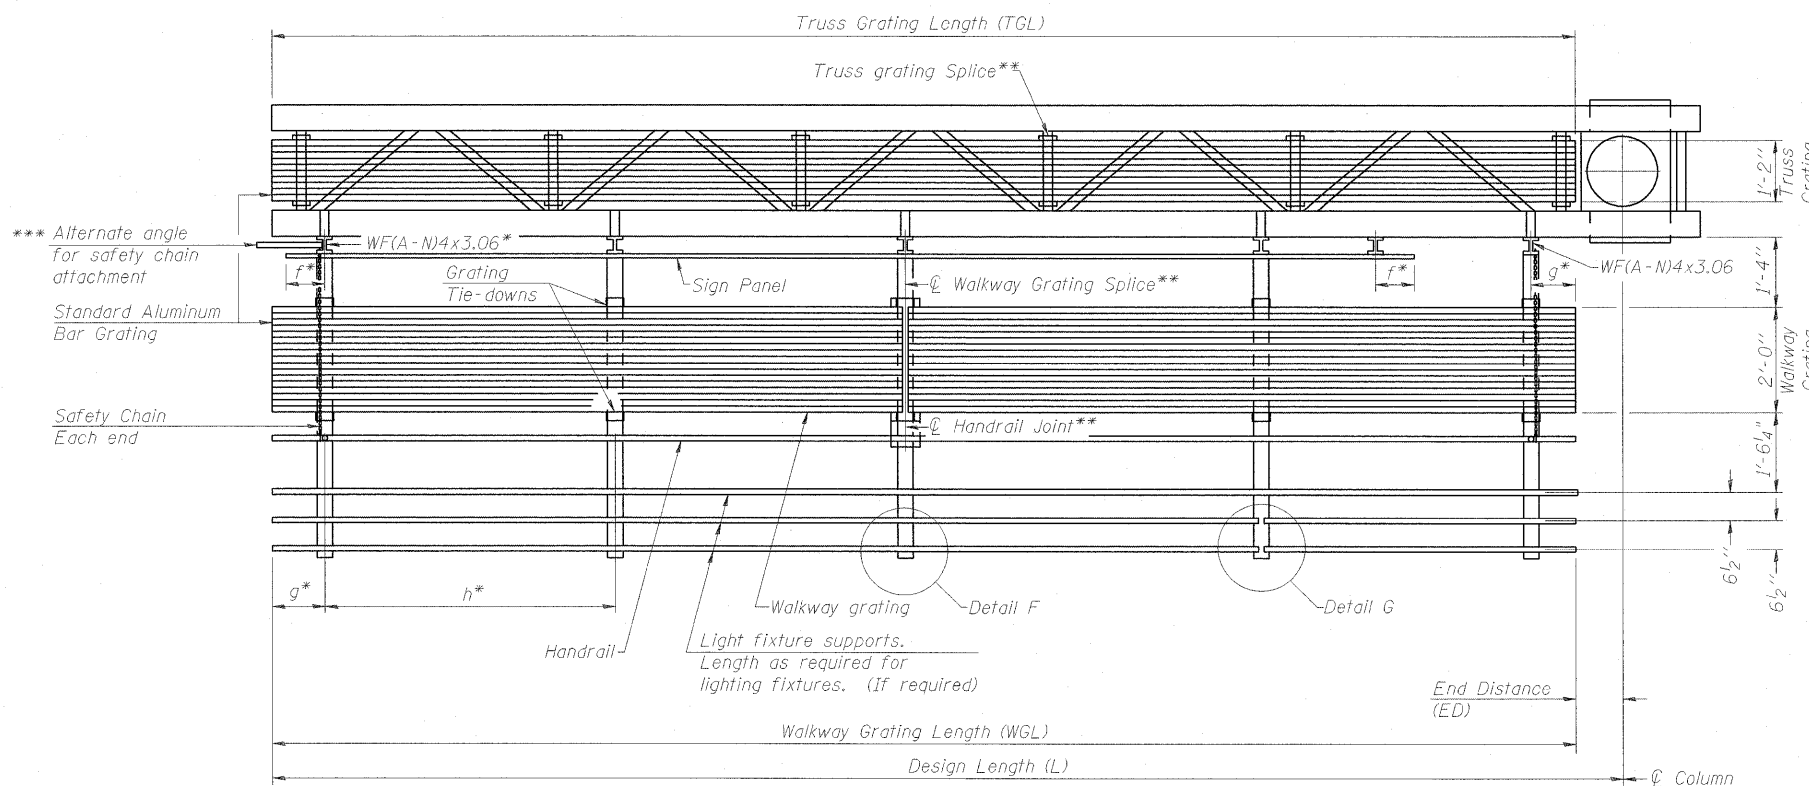 Truss Grating Length (TGL)
Truss grating Splice**
1'-2"
Truss
Grating
*** Alternate angle
for safety chain
attachment
WF(A-N)4x3.06*
f*
Grating
Tie-downs
Sign Panel
℄ Walkway Grating Splice**
f*
g*
WF(A-N)4x3.06
1'-4"
Standard Aluminum
Bar Grating
2'-0"
Walkway
Grating
Safety Chain
Each end
℄ Handrail Joint**
1'-6¼"
6½"
6½"
g*
h*
Walkway grating
Detail F
Detail G
Handrail
Light fixture supports.
Length as required for
lighting fixtures. (If required)
End Distance
(ED)
Walkway Grating Length (WGL)
Design Length (L)
℄ Column